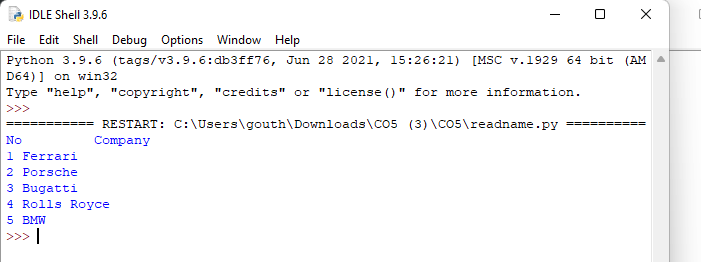 IDLE Shell 3.9.6
File Edit Shell Debug Options Window Help
Python 3.9.6 (tags/v3.9.6:db3ff76, Jun 28 2021, 15:26:21) [MSC v.1929 64 bit (AM
D64)] on win32
Type "help", "copyright", "credits" or "license()" for more information.
>>>
=========== RESTART: C:\Users\gouth\Downloads\CO5 (3)\CO5\readname.py ==========
No         Company
1 Ferrari
2 Porsche
3 Bugatti
4 Rolls Royce
5 BMW
>>>